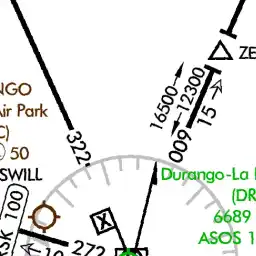 ZE
NGO
Air Park
C)
50
SWILL
322
16500
12300
15
009
Durango-La
(DR
6689
ASOS 1
100
SK
272